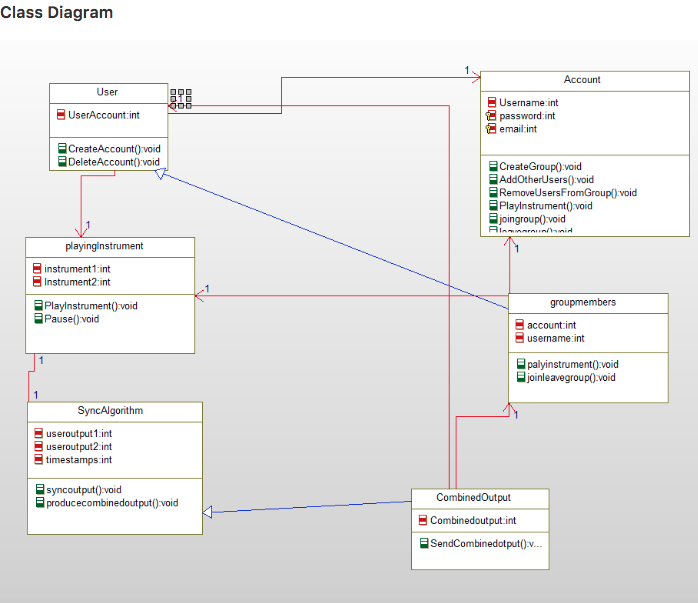 Class Diagram
User
UserAccount:int
CreateAccount():void
DeleteAccount():void
1
1
Account
Username:int
password:int
email:int
CreateGroup():void
AddOtherUsers():void
RemoveUsersFromGroup():void
PlayInstrument():void
joingroup():void
leavegroup():void
1
1
playingInstrument
instrument1:int
Instrument2:int
PlayInstrument():void
Pause():void
1
groupmembers
account:int
username:int
palyinstrument():void
joinleavegroup():void
1
1
1
SyncAlgorithm
useroutput1:int
useroutput2:int
timestamps:int
syncoutput():void
producecombinedoutput():void
CombinedOutput
Combinedoutput:int
SendCombinedotput():v...